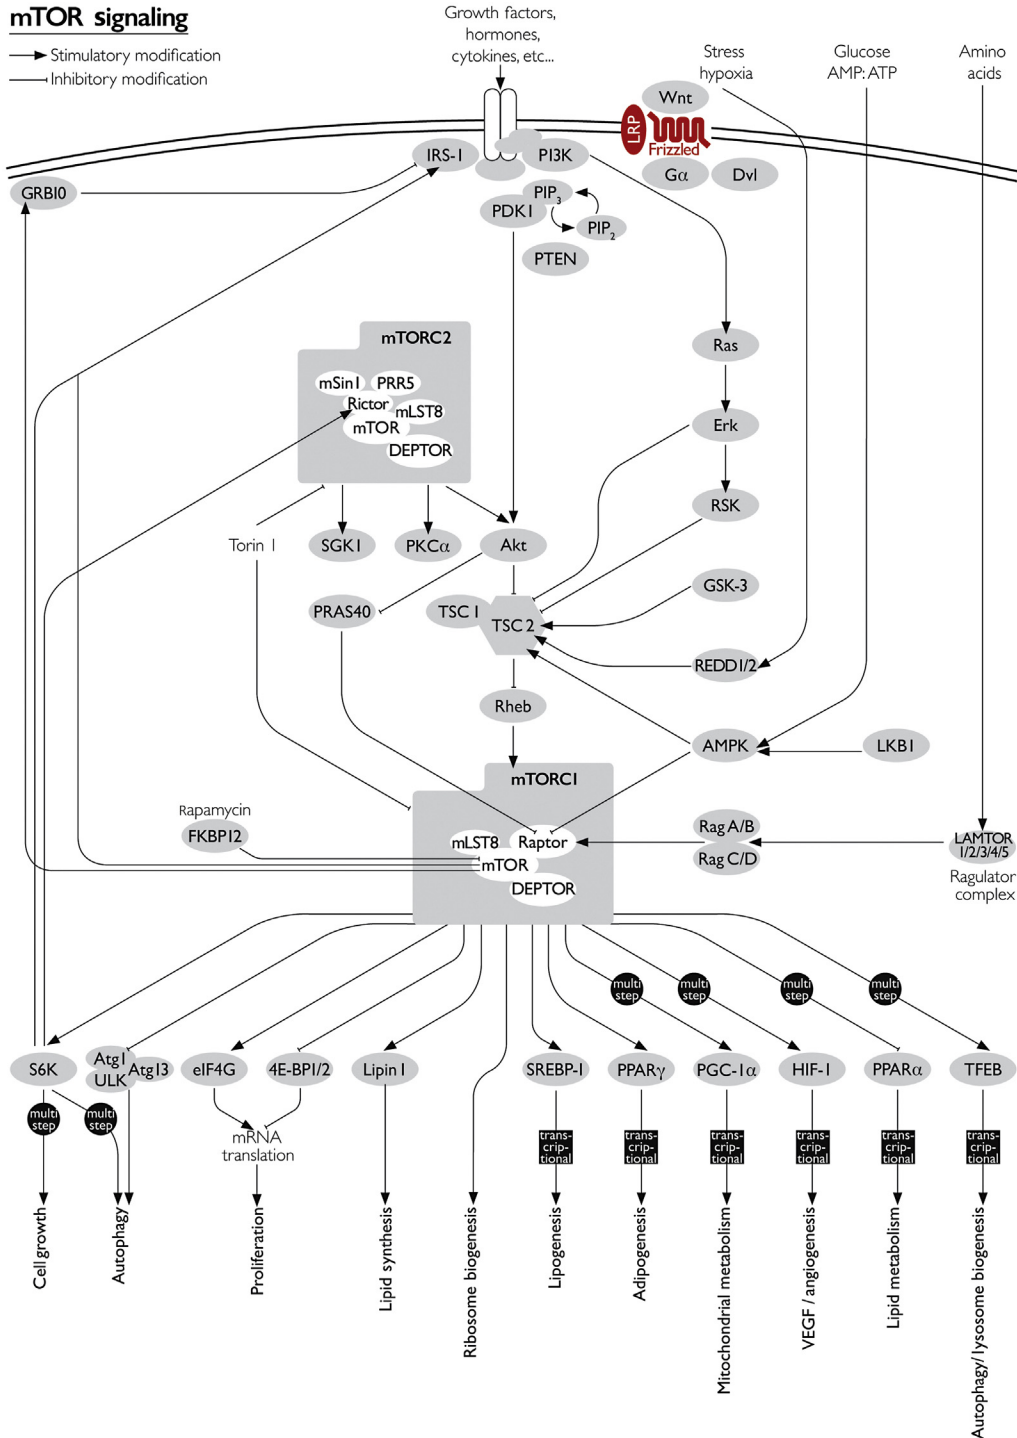 mTOR signaling
Stimulatory modification
Inhibitory modification
Growth factors,
hormones,
cytokines, etc...
Stress
hypoxia
Glucose
AMP:ATP
Amino
acids
Wnt
LRP
Frizzled
IRS-1
PI3K
Gα
Dvl
GRB10
PIP3
PDK1
PIP2
PTEN
mTORC2
Ras
mSin1
PRR5
Rictor
mLST8
mTOR
DEPTOR
Erk
RSK
Torin 1
SGK1
PKCα
Akt
GSK-3
PRAS40
TSC1
TSC2
REDD1/2
Rheb
AMPK
LKB1
mTORC1
Rapamycin
FKBP12
mLST8
Raptor
mTOR
DEPTOR
Rag A/B
Rag C/D
LAMTOR
1/2/3/4/5
Ragulator
complex
multi
step
multi
step
multi
step
multi
step
S6K
Atg1
ULK
Atg13
eIF4G
4E-BP1/2
Lipin1
SREBP-1
PPARγ
PGC-1α
HIF-1
PPARα
TFEB
multi
step
multi
step
mRNA
translation
trans-
crip-
tional
trans-
crip-
tional
trans-
crip-
tional
trans-
crip-
tional
trans-
crip-
tional
trans-
crip-
tional
Cell growth
Autophagy
Proliferation
Lipid synthesis
Ribosome biogenesis
Lipogenesis
Adipogenesis
Mitochondrial metabolism
VEGF / angiogenesis
Lipid metabolism
Autophagy/ lysosome biogenesis